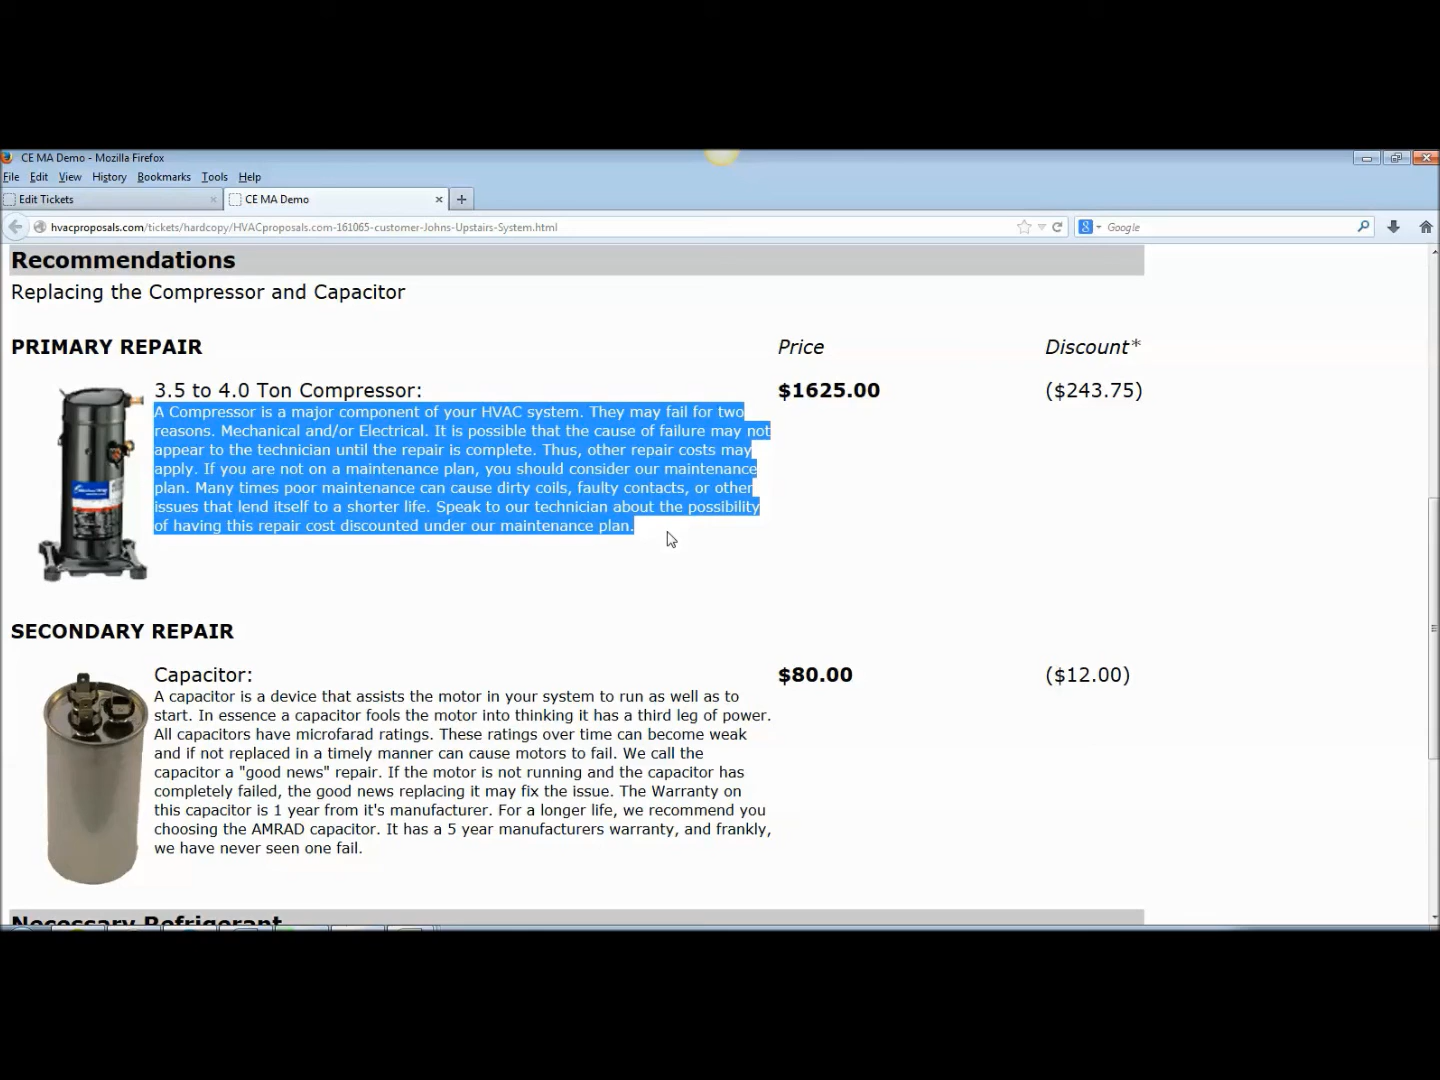 CE MA Demo - Mozilla Firefox
File Edit View History Bookmarks Tools Help
Edit Tickets
CE MA Demo
hvacproposals.com/tickets/hardcopy/HVACproposals.com-161065-customer-Johns-Upstairs-System.html
Google
Recommendations
Replacing the Compressor and Capacitor
PRIMARY REPAIR Price Discount*
3.5 to 4.0 Ton Compressor: $1625.00 ($243.75)
A Compressor is a major component of your HVAC system. They may fail for two
reasons. Mechanical and/or Electrical. It is possible that the cause of failure may not
appear to the technician until the repair is complete. Thus, other repair costs may
apply. If you are not on a maintenance plan, you should consider our maintenance
plan. Many times poor maintenance can cause dirty coils, faulty contacts, or other
issues that lend itself to a shorter life. Speak to our technician about the possibility
of having this repair cost discounted under our maintenance plan.
SECONDARY REPAIR
Capacitor: $80.00 ($12.00)
A capacitor is a device that assists the motor in your system to run as well as to
start. In essence a capacitor fools the motor into thinking it has a third leg of power.
All capacitors have microfarad ratings. These ratings over time can become weak
and if not replaced in a timely manner can cause motors to fail. We call the
capacitor a "good news" repair. If the motor is not running and the capacitor has
completely failed, the good news replacing it may fix the issue. The Warranty on
this capacitor is 1 year from it's manufacturer. For a longer life, we recommend you
choosing the AMRAD capacitor. It has a 5 year manufacturers warranty, and frankly,
we have never seen one fail.
Necessary Refrigerant